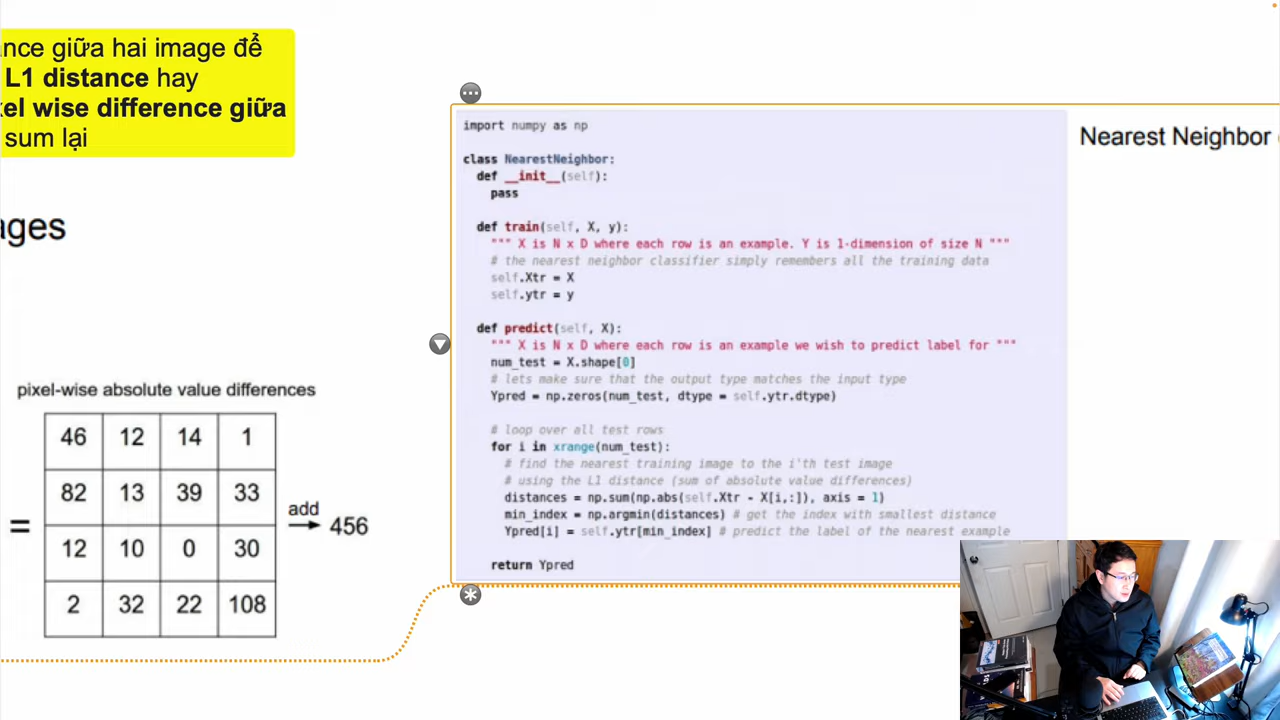 nce giữa hai image để
L1 distance hay
el wise difference giữa
sum lại
ages
pixel-wise absolute value differences
46 12 14 1
82 13 39 33
12 10 0 30
2 32 22 108
=
add
456
import numpy as np
class NearestNeighbor:
def __init__(self):
pass
def train(self, X, y):
""" X is N x D where each row is an example. Y is 1-dimension of size N """
# the nearest neighbor classifier simply remembers all the training data
self.Xtr = X
self.ytr = y
def predict(self, X):
""" X is N x D where each row is an example we wish to predict label for """
num_test = X.shape[0]
# lets make sure that the output type matches the input type
Ypred = np.zeros(num_test, dtype = self.ytr.dtype)
# loop over all test rows
for i in xrange(num_test):
# find the nearest training image to the i'th test image
# using the L1 distance (sum of absolute value differences)
distances = np.sum(np.abs(self.Xtr - X[i,:]), axis = 1)
min_index = np.argmin(distances) # get the index with smallest distance
Ypred[i] = self.ytr[min_index] # predict the label of the nearest example
return Ypred
Nearest Neighbor